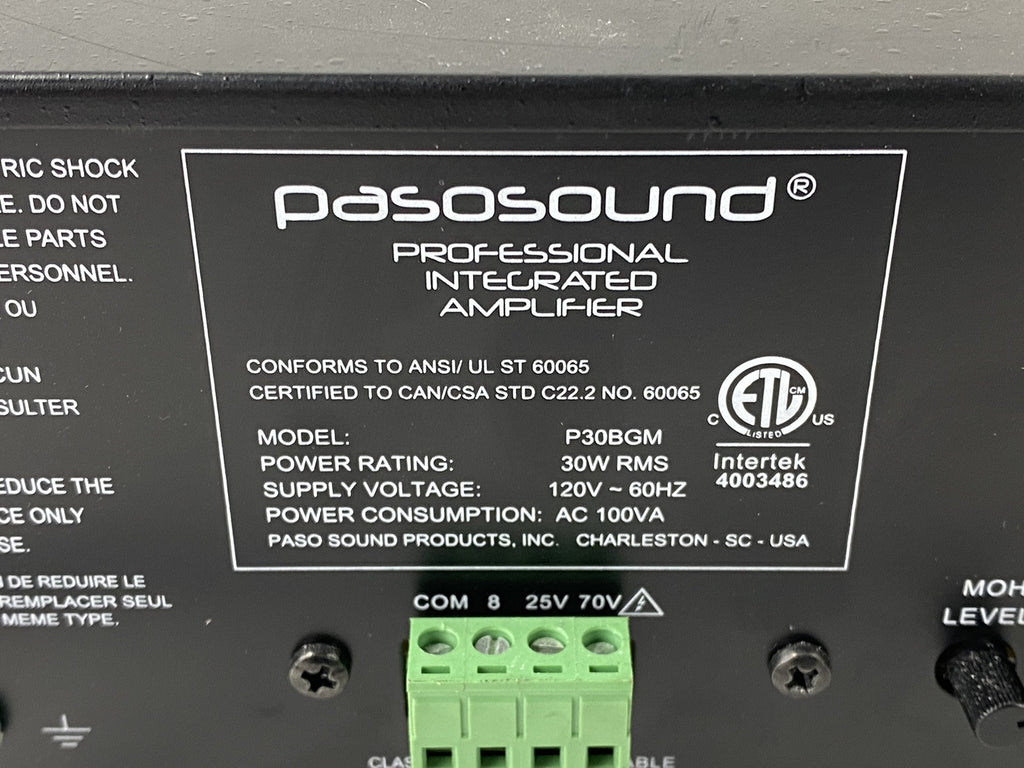 RIC SHOCK
E. DO NOT
LE PARTS
ERSONNEL.
OU
CUN
SULTER
EDUCE THE
CE ONLY
SE.
N DE REDUIRE LE
REMPLACER SEUL
MEME TYPE.
pasosound®
PROFESSIONAL
INTEGRATED
AMPLIFIER
CONFORMS TO ANSI/ UL ST 60065
CERTIFIED TO CAN/CSA STD C22.2 NO. 60065
ETL CM
LISTED
C US
Intertek
4003486
MODEL: P30BGM
POWER RATING: 30W RMS
SUPPLY VOLTAGE: 120V ~ 60HZ
POWER CONSUMPTION: AC 100VA
PASO SOUND PRODUCTS, INC. CHARLESTON - SC - USA
COM 8 25V 70V
MOH
LEVEL
CLAS
ABLE